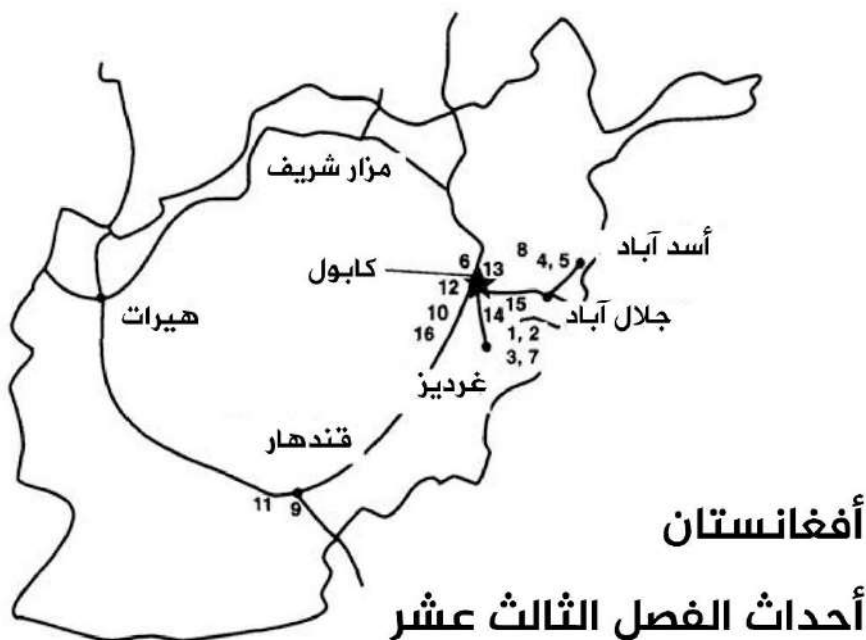 مزار شريف
أسد آباد
8
4, 5
6
13
كابول
12
15
جلال آباد
هيرات
10
14
1, 2
16
3, 7
غرديز
قندهار
11
9
أفغانستان
أحداث الفصل الثالث عشر